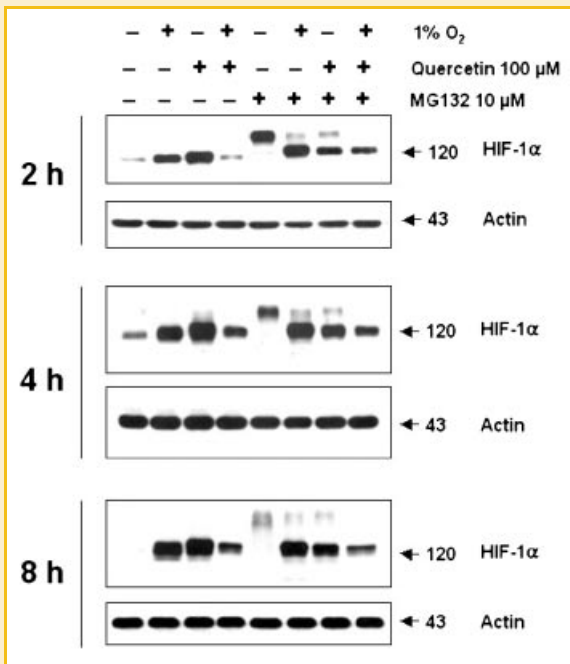 – + – + – + – + 1% O₂
– – + + – – + + Quercetin 100 µM
– – – – + + + + MG132 10 µM
2 h
120 HIF-1α
43 Actin
4 h
120 HIF-1α
43 Actin
8 h
120 HIF-1α
43 Actin